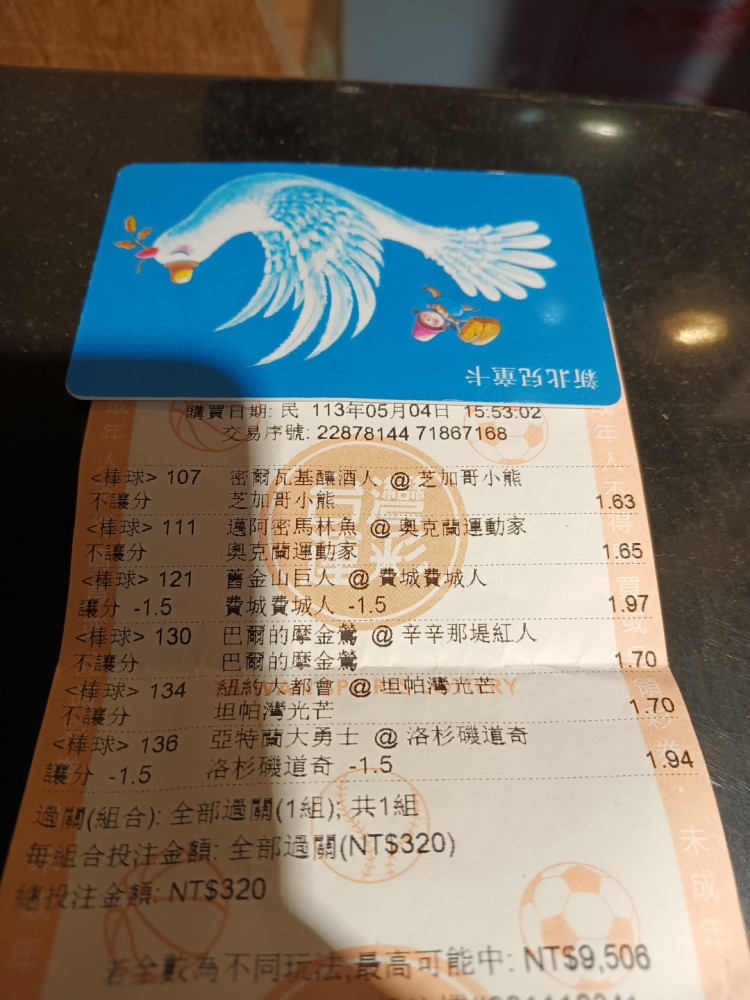 新北兒童卡
購買日期: 民 113年05月04日 15:53:02
交易序號: 22878144 71867168
<棒球> 107 密爾瓦基釀酒人 @ 芝加哥小熊
不讓分 芝加哥小熊 1.63
<棒球> 111 邁阿密馬林魚 @ 奧克蘭運動家
不讓分 奧克蘭運動家 1.65
<棒球> 121 舊金山巨人 @ 費城費城人
讓分 -1.5 費城費城人 -1.5 1.97
<棒球> 130 巴爾的摩金鶯 @ 辛辛那堤紅人
不讓分 巴爾的摩金鶯 1.70
<棒球> 134 紐約大都會 @ 坦帕灣光芒
不讓分 坦帕灣光芒 1.70
<棒球> 136 亞特蘭大勇士 @ 洛杉磯道奇
讓分 -1.5 洛杉磯道奇 -1.5 1.94
過關(組合): 全部過關(1組); 共1組
每組合投注金額: 全部過關(NT$320)
總投注金額: NT$320
若全數為不同玩法,最高可能中: NT$9,506